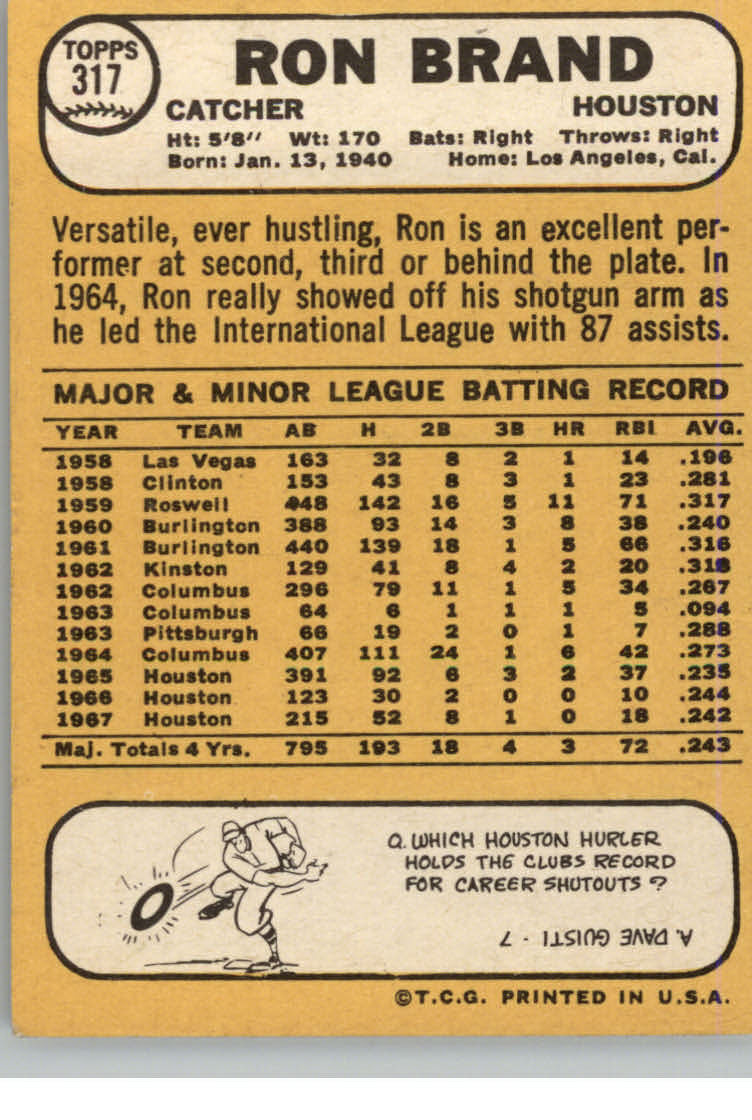 TOPPS
317
RON BRAND
CATCHER HOUSTON
Ht: 5'8" Wt: 170 Bats: Right Throws: Right
Born: Jan. 13, 1940 Home: Los Angeles, Cal.
Versatile, ever hustling, Ron is an excellent per-
former at second, third or behind the plate. In
1964, Ron really showed off his shotgun arm as
he led the International League with 87 assists.
MAJOR & MINOR LEAGUE BATTING RECORD
YEAR TEAM AB H 2B 3B HR RBI AVG.
1958 Las Vegas 163 32 8 2 1 14 .196
1958 Clinton 153 43 8 3 1 23 .281
1959 Roswell 448 142 16 5 11 71 .317
1960 Burlington 388 93 14 3 8 38 .240
1961 Burlington 440 139 18 1 5 66 .316
1962 Kinston 129 41 8 4 2 20 .318
1962 Columbus 296 79 11 1 5 34 .267
1963 Columbus 64 6 1 1 1 5 .094
1963 Pittsburgh 66 19 2 0 1 7 .288
1964 Columbus 407 111 24 1 6 42 .273
1965 Houston 391 92 6 3 2 37 .235
1966 Houston 123 30 2 0 0 10 .244
1967 Houston 215 52 8 1 0 18 .242
Maj. Totals 4 Yrs. 795 193 18 4 3 72 .243
Q. WHICH HOUSTON HURLER
HOLDS THE CLUBS RECORD
FOR CAREER SHUTOUTS ?
A. DAVE GUISTI - 7
©T.C.G. PRINTED IN U.S.A.